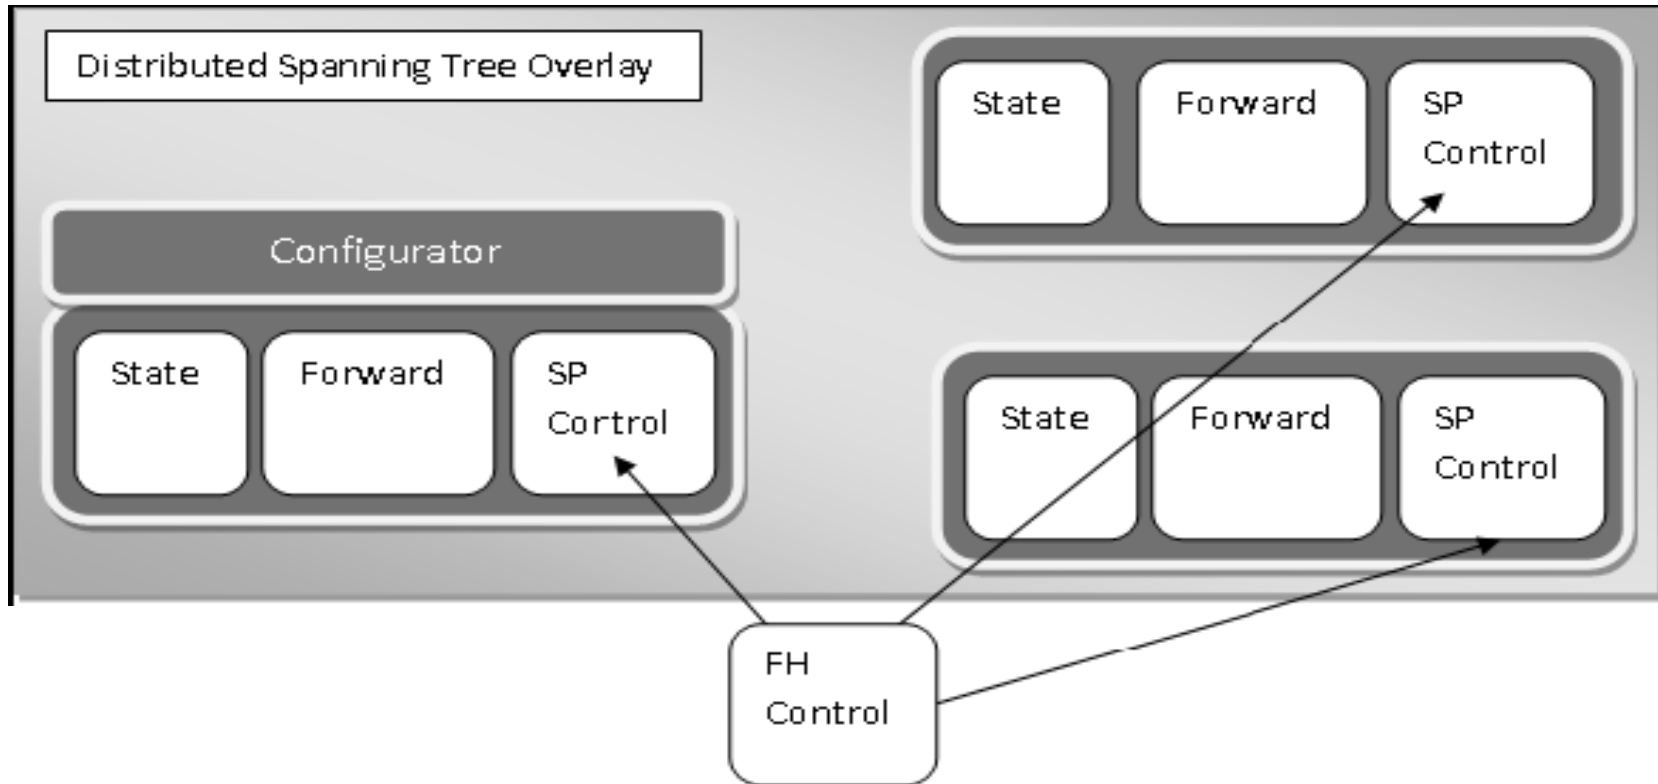 Distributed Spanning Tree Overlay
State
Forward
SP
Control
Configurator
State
Forward
SP
Cortrol
State
Forward
SP
Control
FH
Control